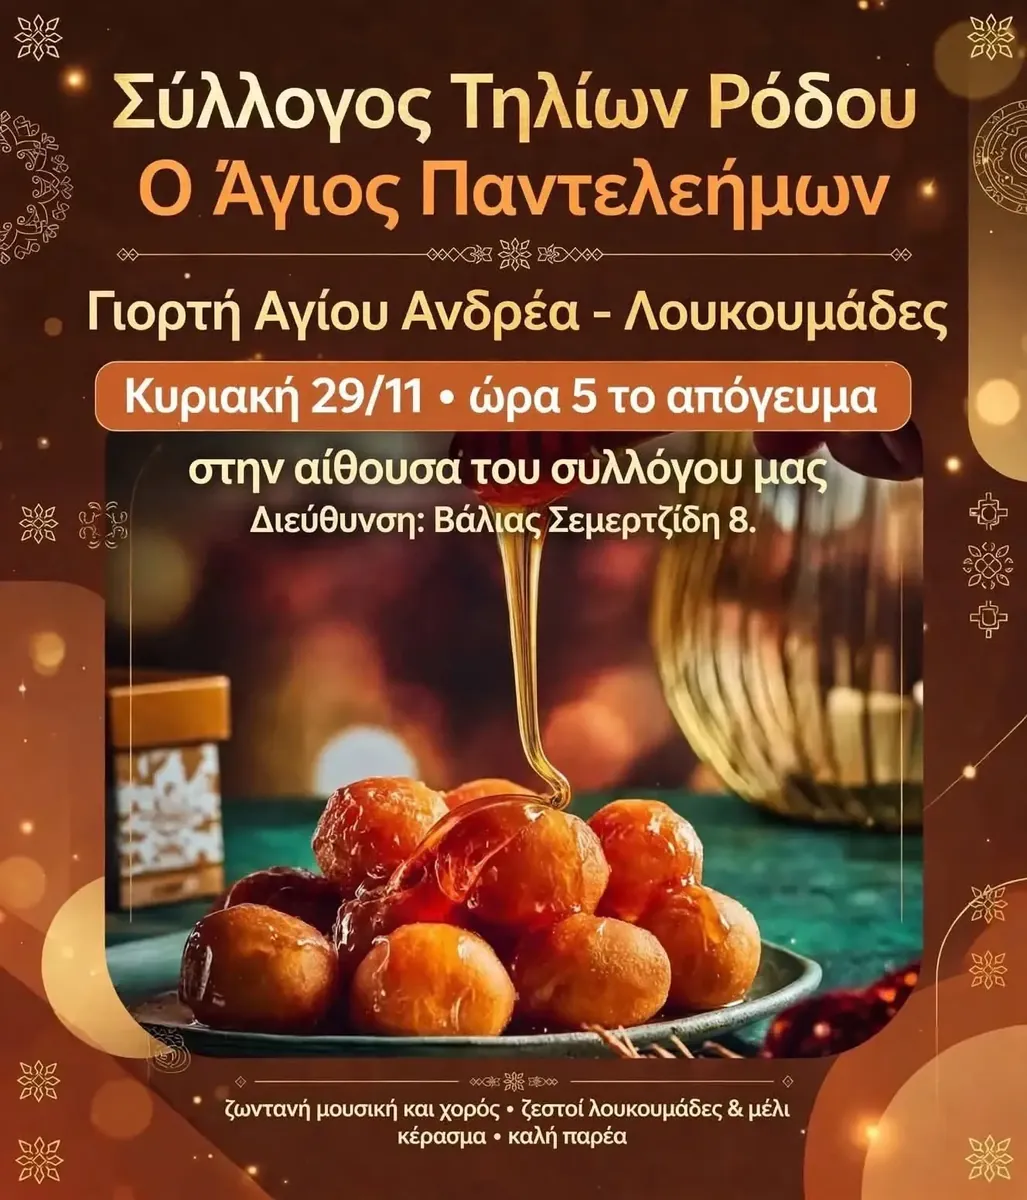 Σύλλογος Τηλίων Ρόδου
Ο Άγιος Παντελεήμων
Γιορτή Αγίου Ανδρέα - Λουκουμάδες
Κυριακή 29/11 • ώρα 5 το απόγευμα
στην αίθουσα του συλλόγου μας
Διεύθυνση: Βάλιας Σεμερτζίδη 8.
ζωντανή μουσική και χορός • ζεστοί λουκουμάδες & μέλι
κέρασμα • καλή παρέα